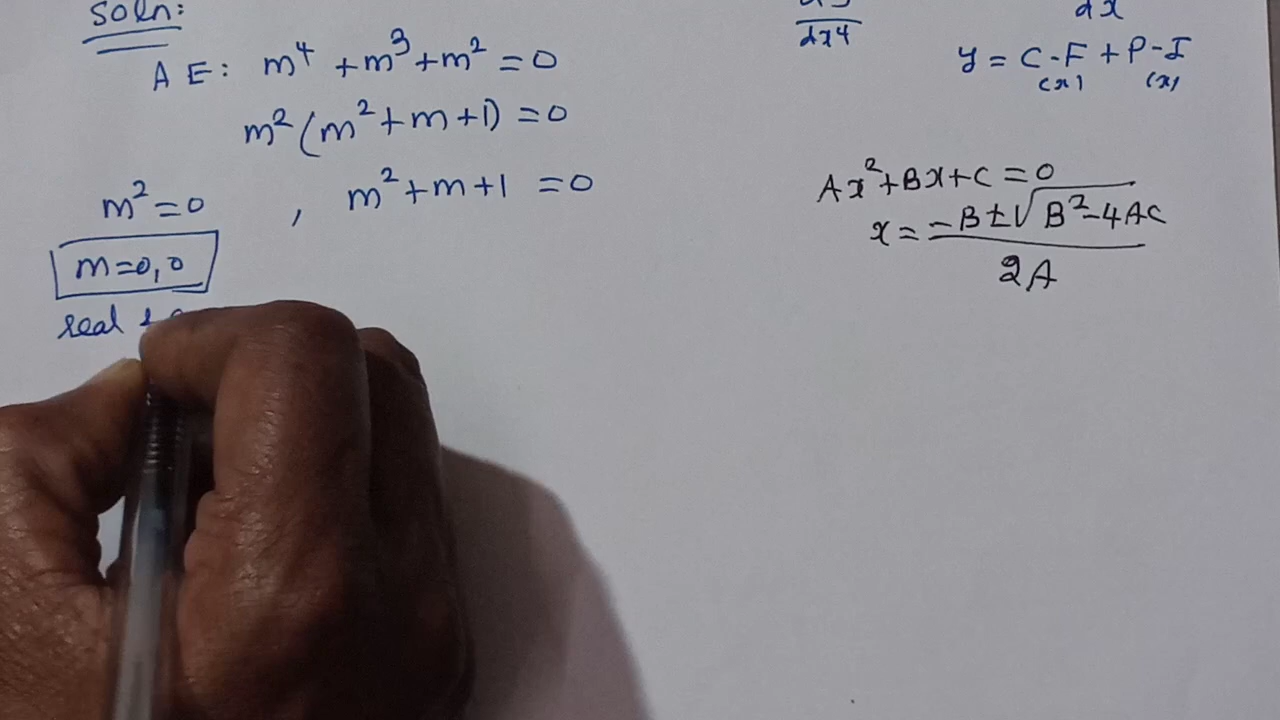 Soln:
A E: m⁴ + m³ + m² = 0
m² (m² + m + 1) = 0
m² = 0 , m² + m + 1 = 0
m = 0, 0
real &
dx⁴
dx
y = C-F + P-I
(x) (x)
Ax² + Bx + C = 0
x = -B ± √B² - 4AC
2A